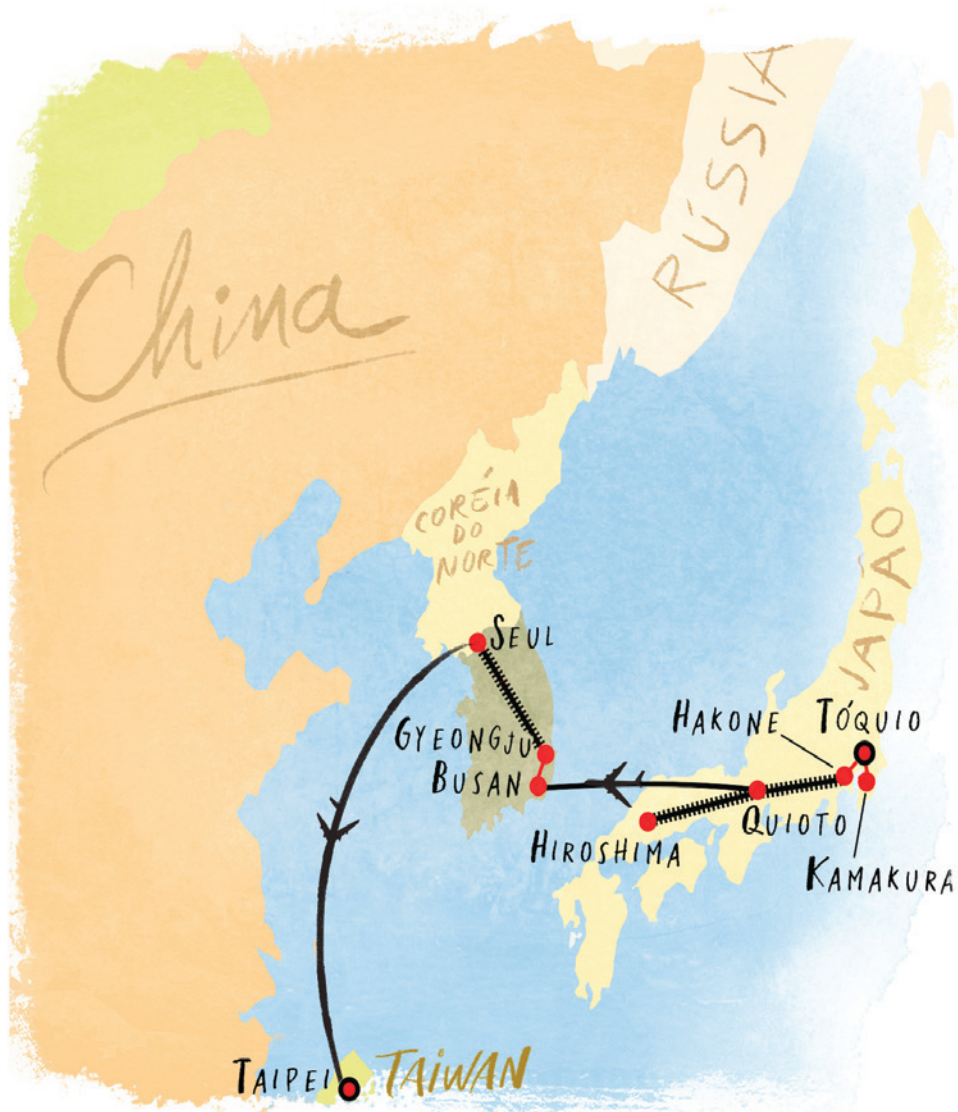 RÚSSIA
China
CORÉIA
DO
NORTE
JAPÃO
SEUL
HAKONE
TÓQUIO
GYEONGJU
BUSAN
QUIOTO
HIROSHIMA
KAMAKURA
TAIPEI
TAIWAN